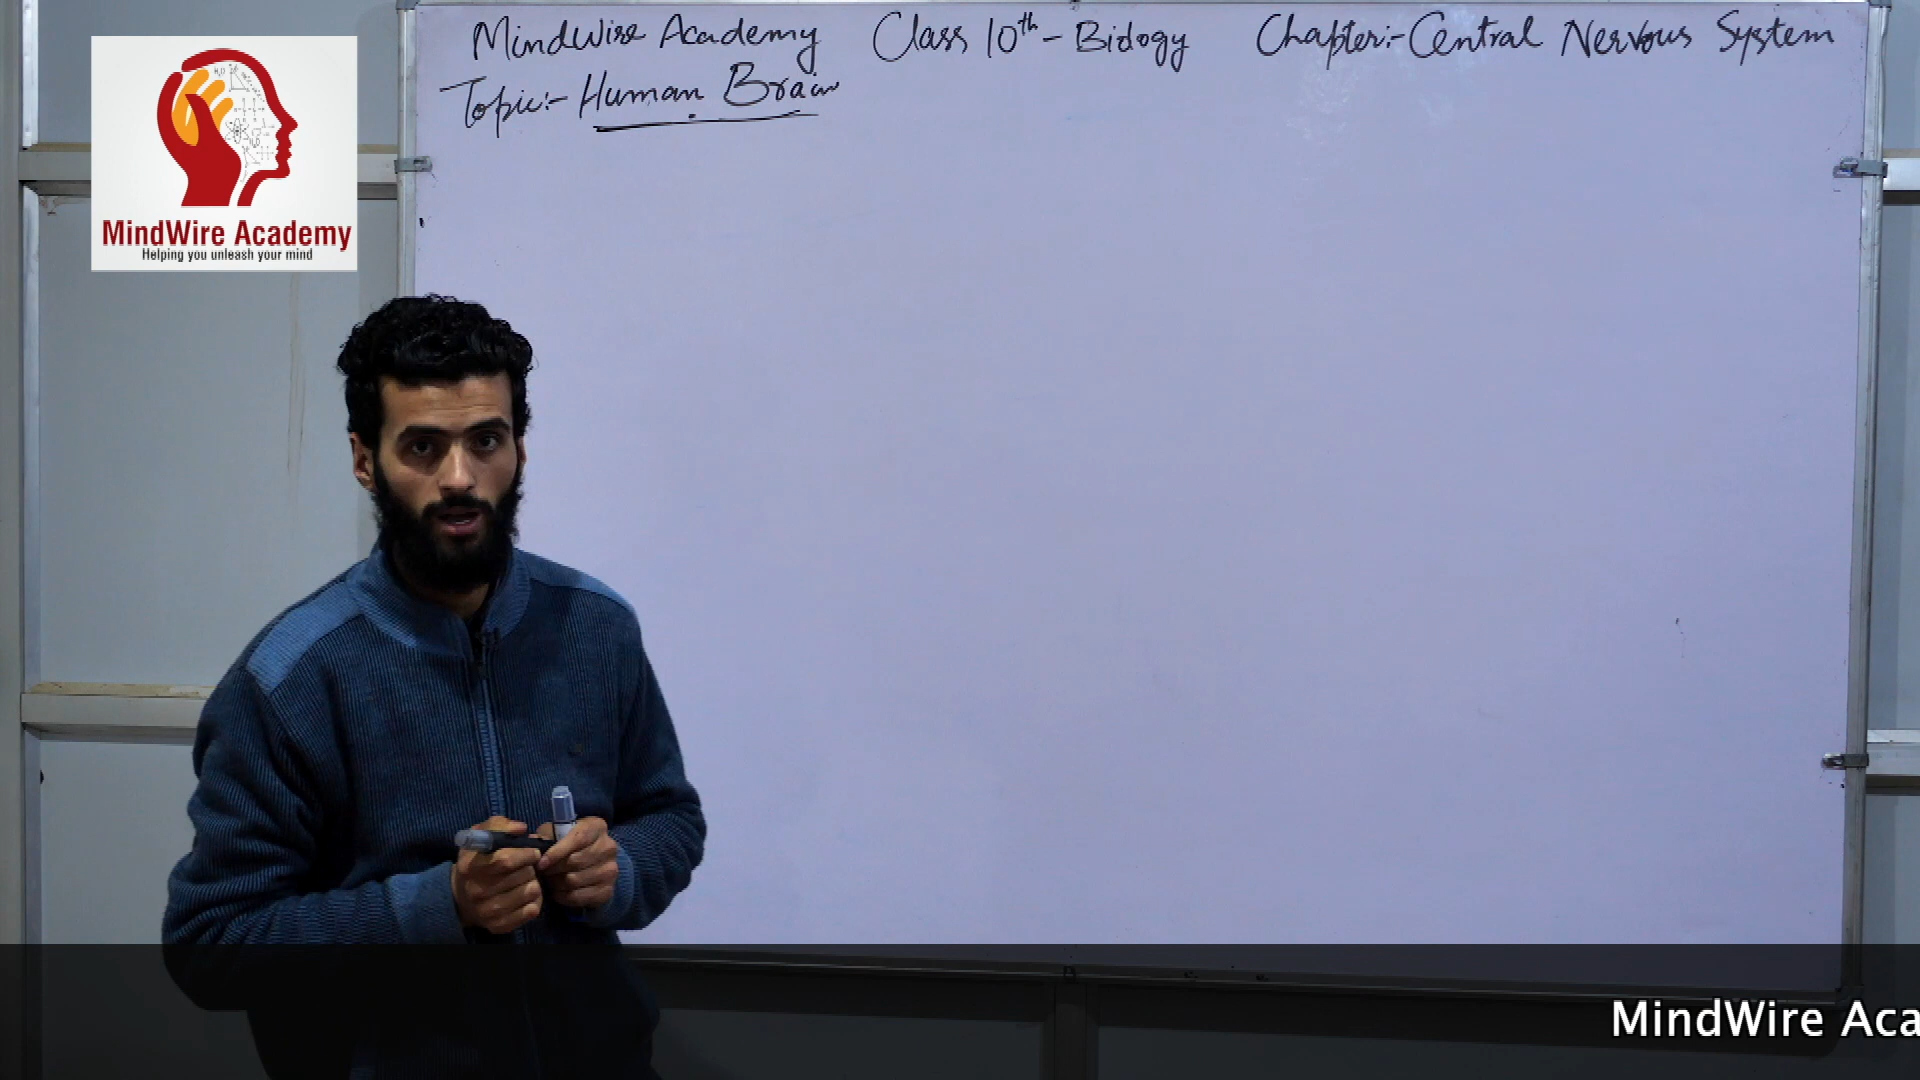 MindWise Academy Class 10th - Biology Chapter:- Central Nervous System
Topic:- Human Brain
MindWire Academy
Helping you unleash your mind
MindWire Aca